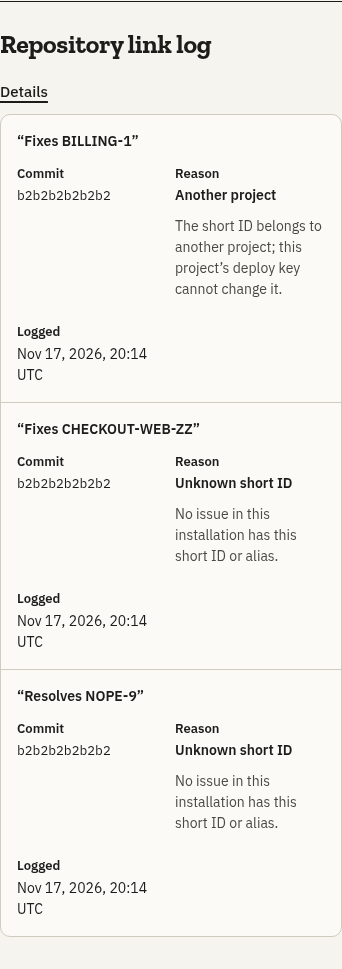 Repository link log
Details
“Fixes BILLING-1”
Commit
b2b2b2b2b2b2
Reason
Another project
The short ID belongs to
another project; this
project’s deploy key
cannot change it.
Logged
Nov 17, 2026, 20:14
UTC
“Fixes CHECKOUT-WEB-ZZ”
Commit
b2b2b2b2b2b2
Reason
Unknown short ID
No issue in this
installation has this
short ID or alias.
Logged
Nov 17, 2026, 20:14
UTC
“Resolves NOPE-9”
Commit
b2b2b2b2b2b2
Reason
Unknown short ID
No issue in this
installation has this
short ID or alias.
Logged
Nov 17, 2026, 20:14
UTC